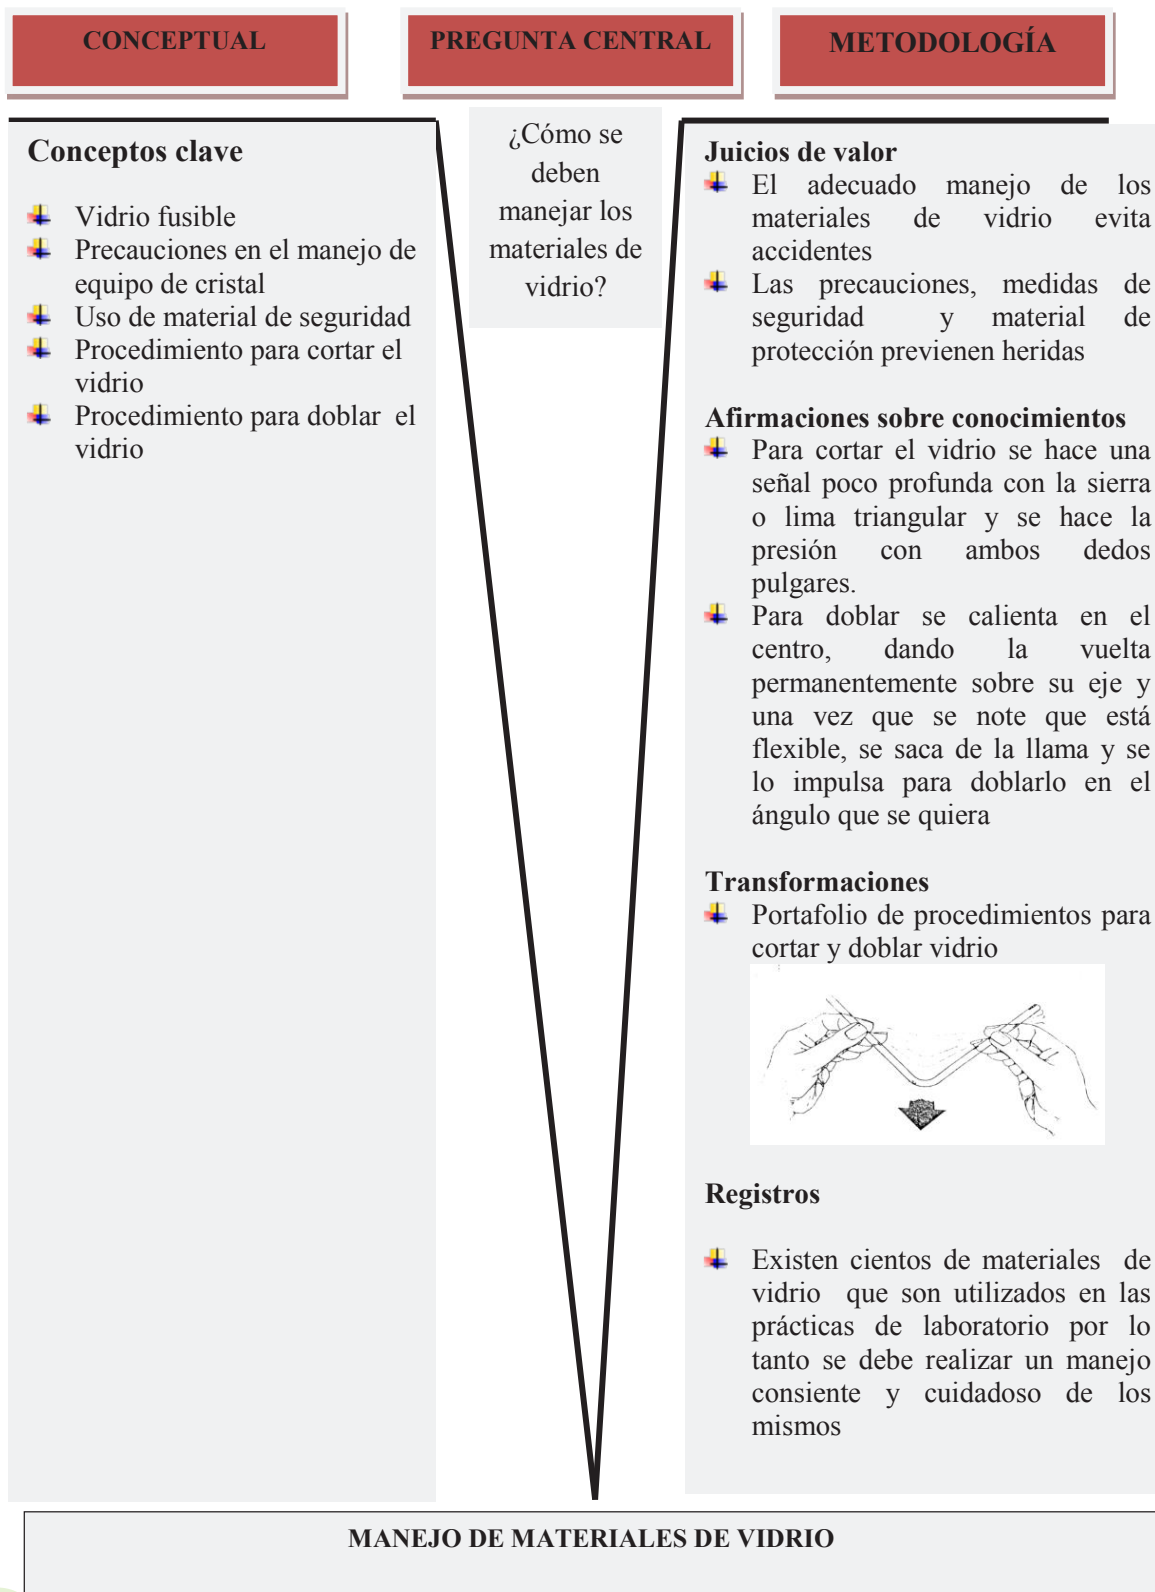 CONCEPTUAL
PREGUNTA CENTRAL
METODOLOGÍA
Conceptos clave
Vidrio fusible
Precauciones en el manejo de
equipo de cristal
Uso de material de seguridad
Procedimiento para cortar el
vidrio
Procedimiento para doblar el
vidrio
¿Cómo se
deben
manejar los
materiales de
vidrio?
Juicios de valor
El adecuado manejo de los
materiales de vidrio evita
accidentes
Las precauciones, medidas de
seguridad y material de
protección previenen heridas
Afirmaciones sobre conocimientos
Para cortar el vidrio se hace una
señal poco profunda con la sierra
o lima triangular y se hace la
presión con ambos dedos
pulgares.
Para doblar se calienta en el
centro, dando la vuelta
permanentemente sobre su eje y
una vez que se note que está
flexible, se saca de la llama y se
lo impulsa para doblarlo en el
ángulo que se quiera
Transformaciones
Portafolio de procedimientos para
cortar y doblar vidrio
Registros
Existen cientos de materiales de
vidrio que son utilizados en las
prácticas de laboratorio por lo
tanto se debe realizar un manejo
consiente y cuidadoso de los
mismos
MANEJO DE MATERIALES DE VIDRIO